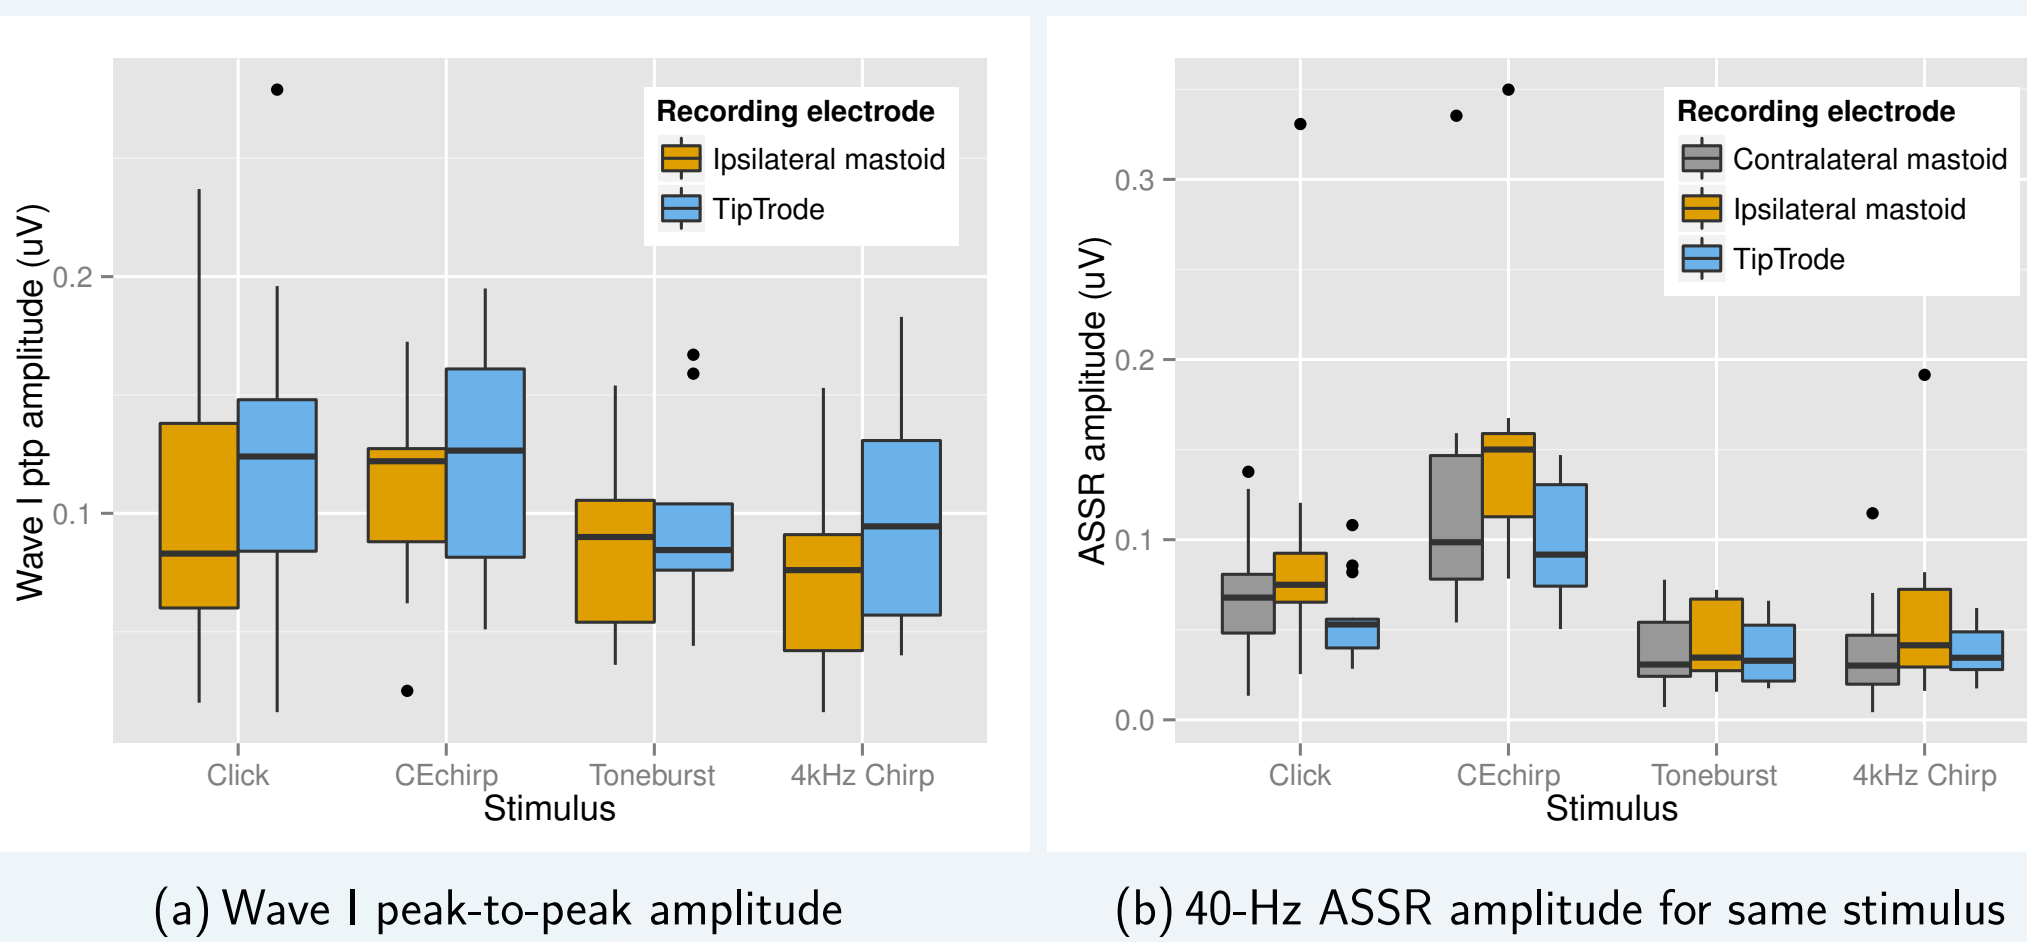 Wave I ptp amplitude (uV)
0.2
0.1
Recording electrode
Ipsilateral mastoid
TipTrode
Click CEchirp Toneburst 4kHz Chirp
Stimulus
(a) Wave I peak-to-peak amplitude
ASSR amplitude (uV)
0.3
0.2
0.1
0.0
Recording electrode
Contralateral mastoid
Ipsilateral mastoid
TipTrode
Click CEchirp Toneburst 4kHz Chirp
Stimulus
(b) 40-Hz ASSR amplitude for same stimulus